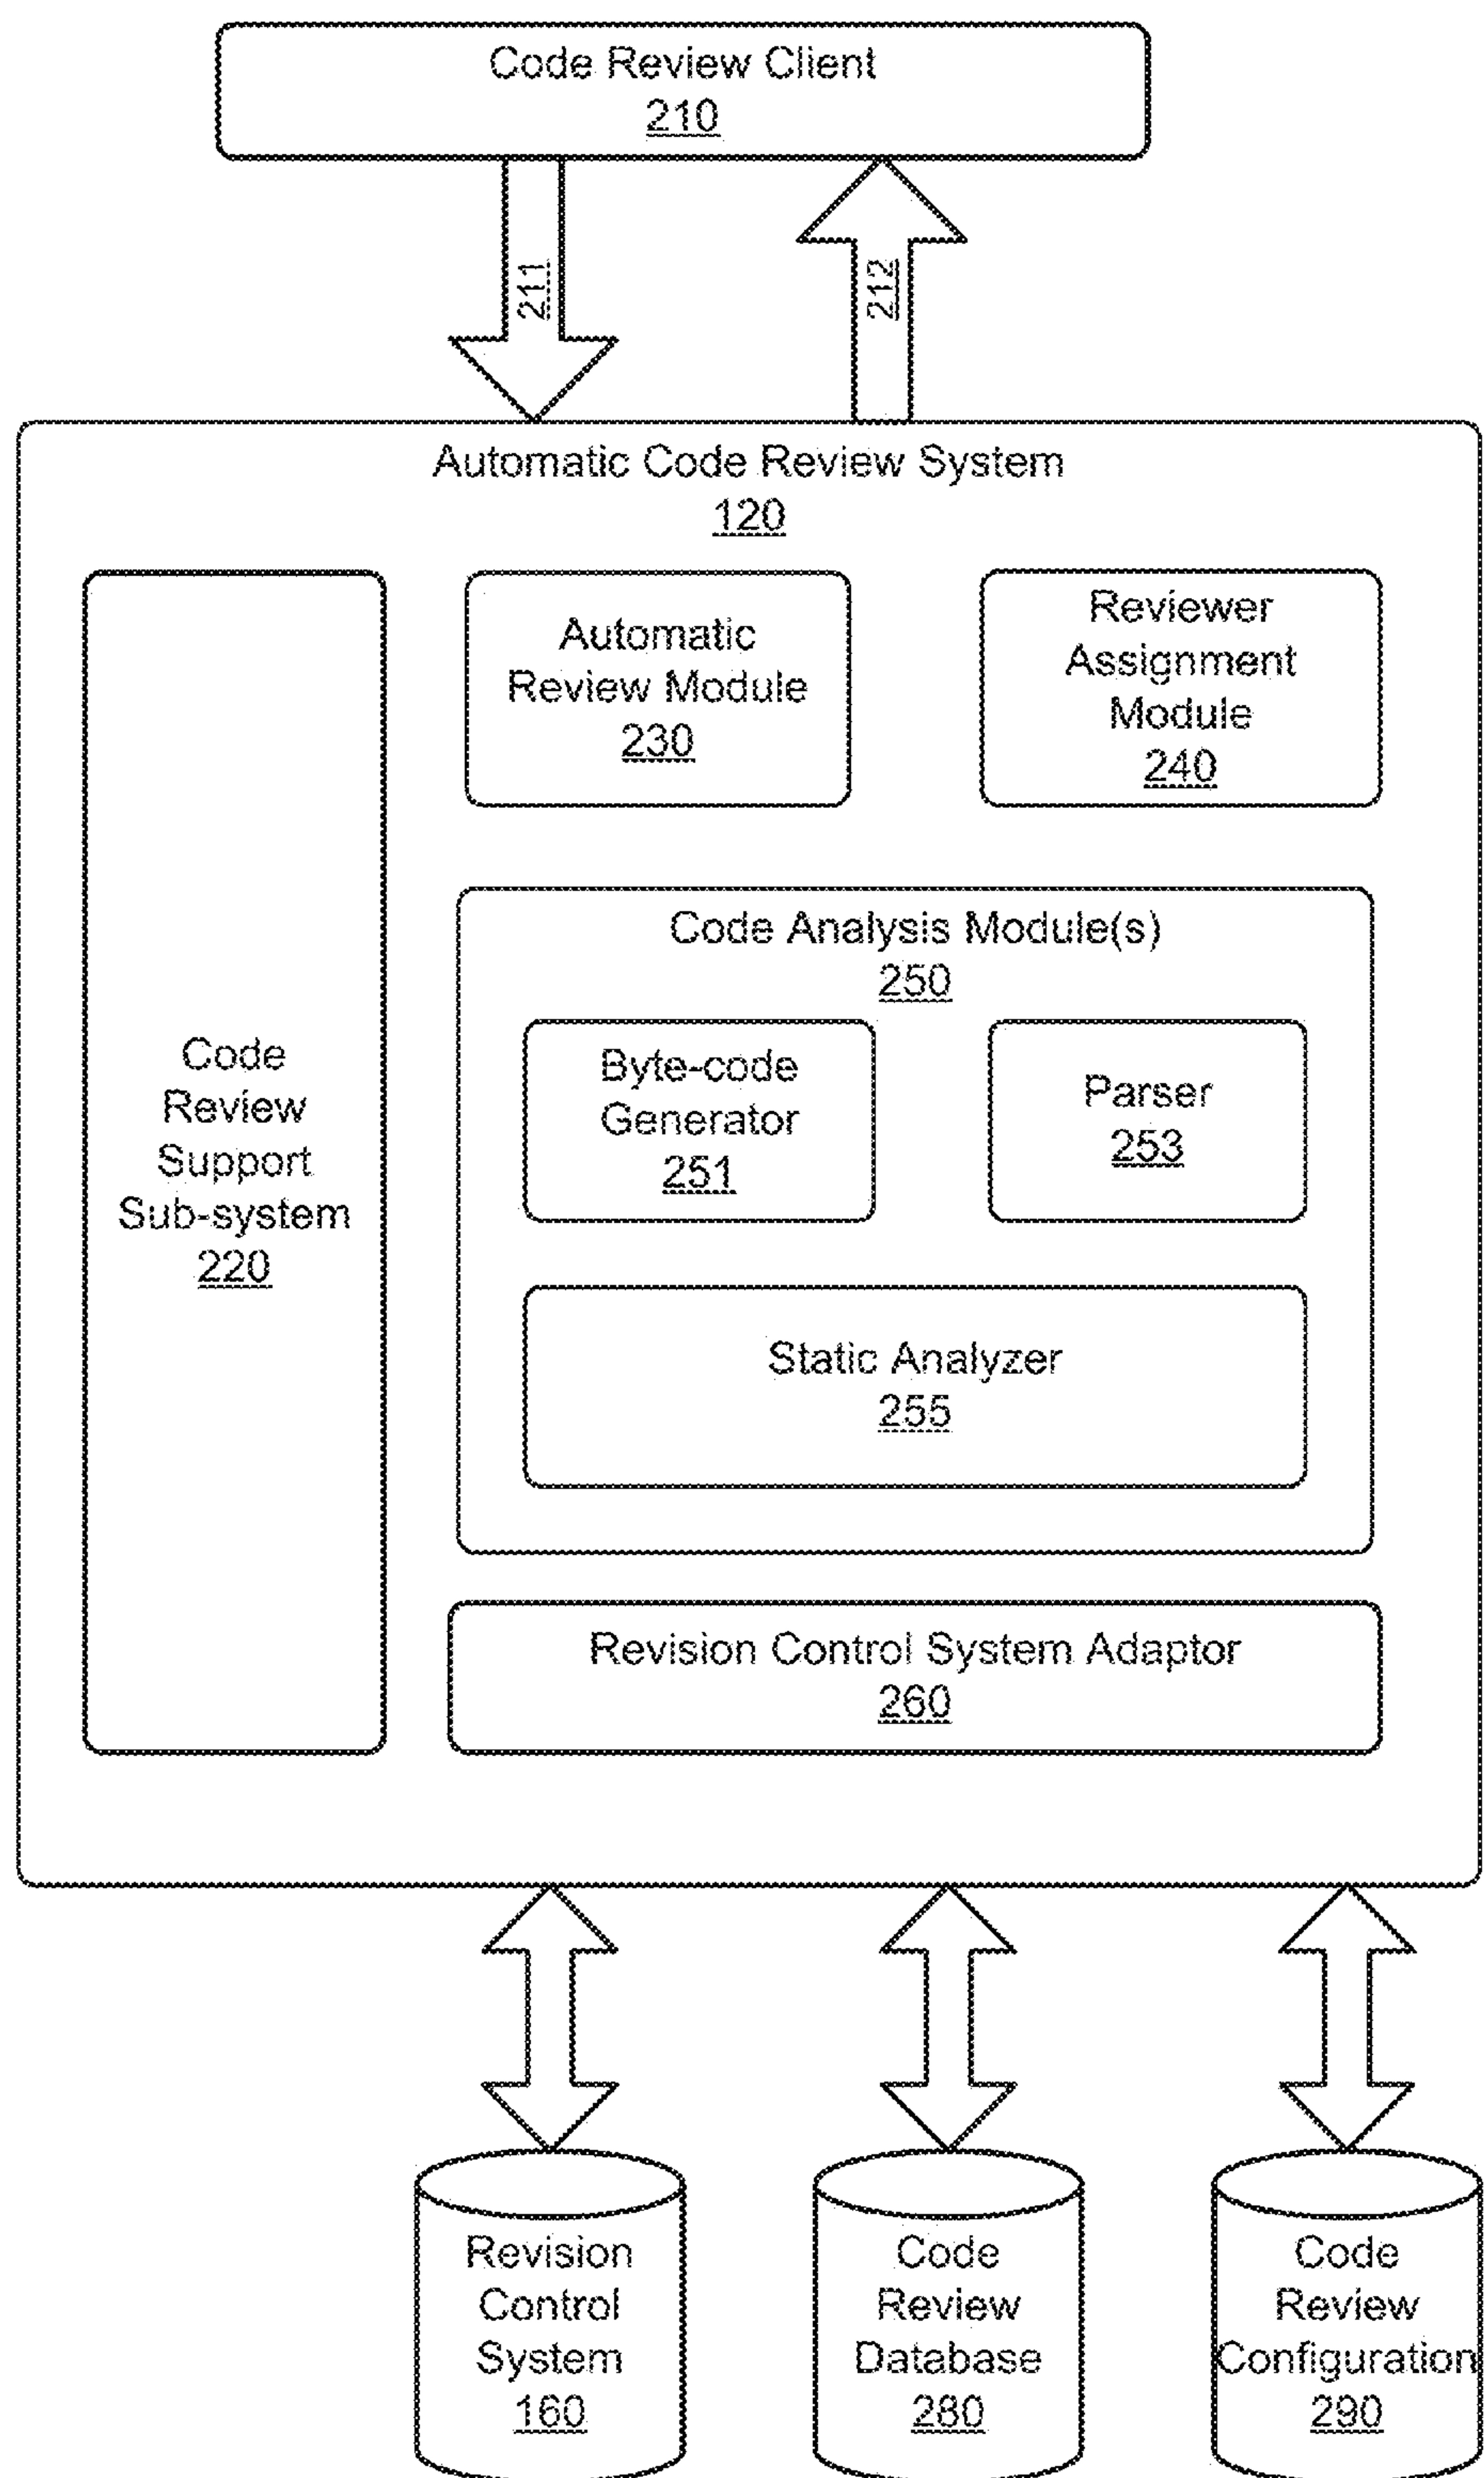 Code Review Client
210
211
212
Automatic Code Review System
120
Code
Review
Support
Sub-system
220
Automatic
Review Module
230
Reviewer
Assignment
Module
240
Code Analysis Module(s)
250
Byte-code
Generator
251
Parser
253
Static Analyzer
255
Revision Control System Adaptor
260
Revision
Control
System
160
Code
Review
Database
280
Code
Review
Configuration
290